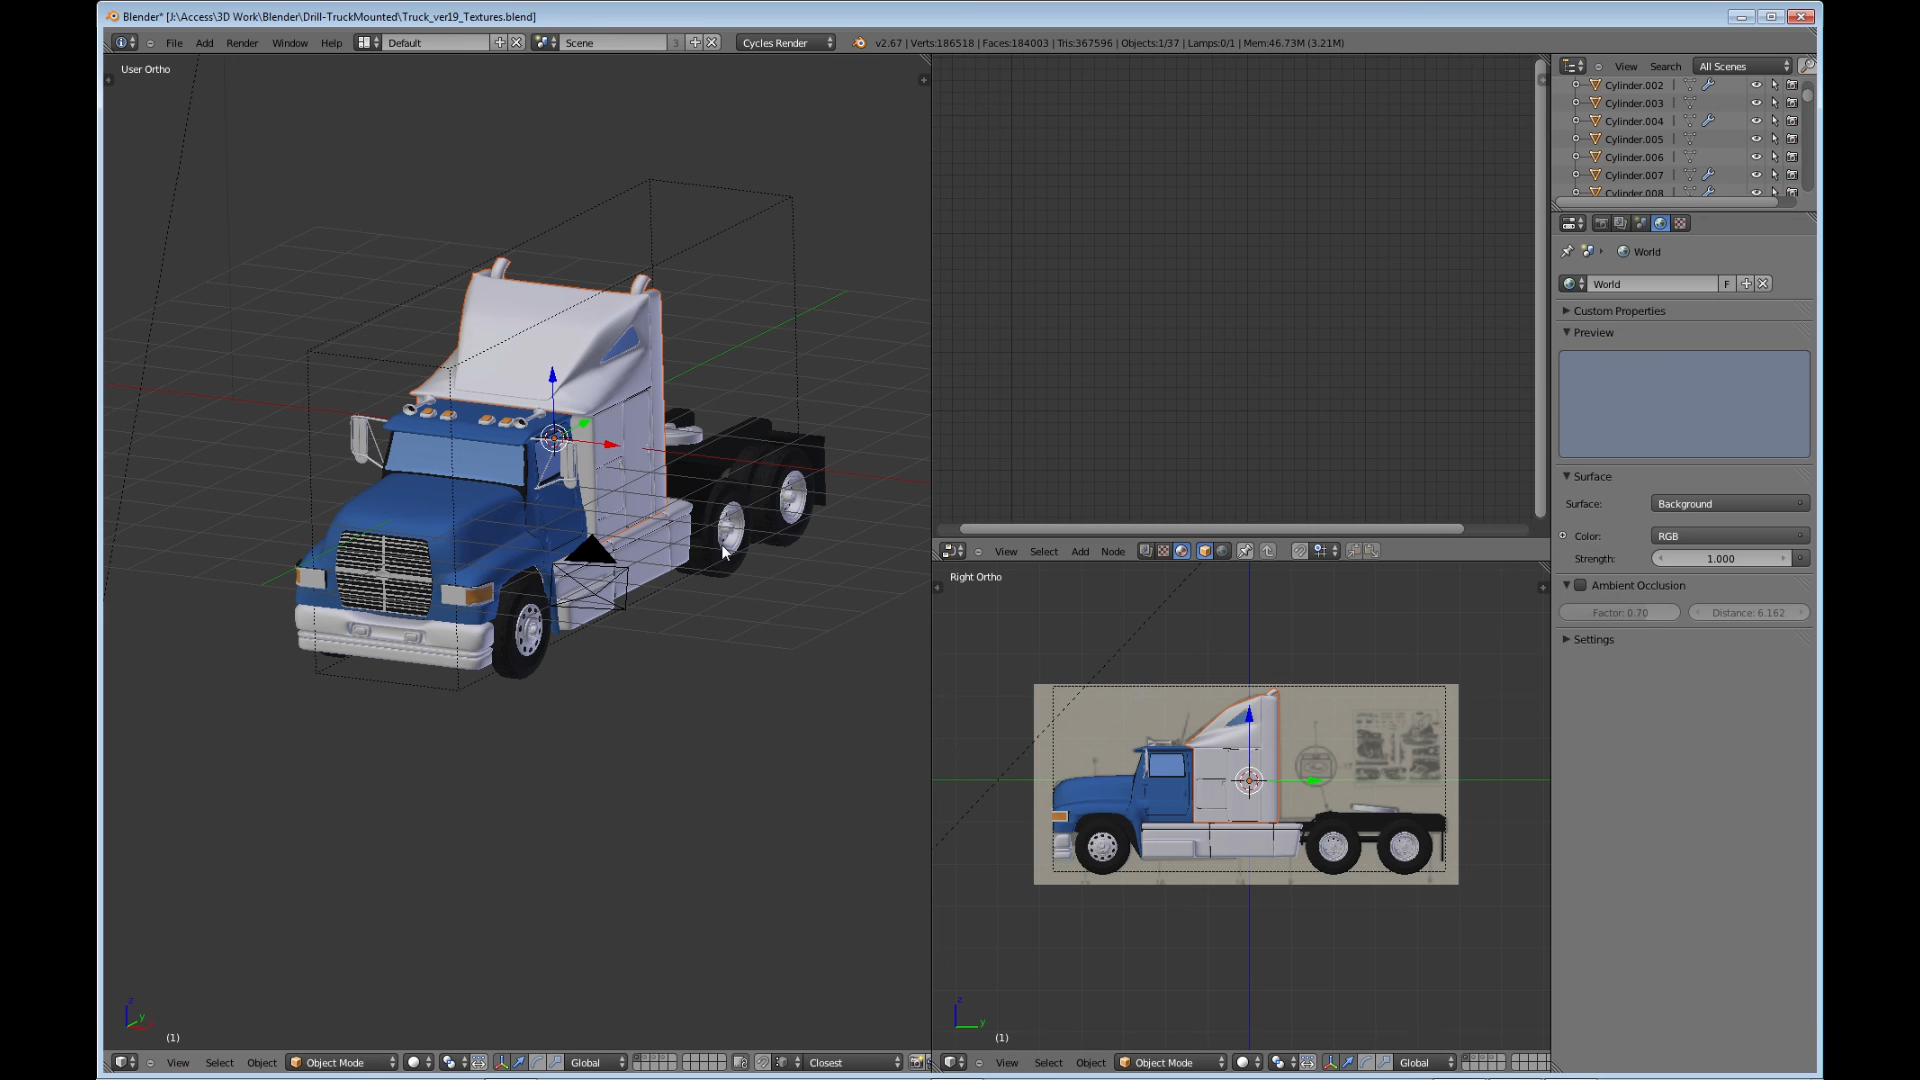 Blender* [J:\Access\3D Work\Blender\Drill-TruckMounted\Truck_ver19_Textures.blend]
File Add Render Window Help Default Scene 3 Cycles Render v2.67 | Verts:186518 | Faces:184003 | Tris:367596 | Objects:1/37 | Lamps:0/1 | Mem:46.73M (3.21M)
User Ortho
View Search All Scenes
Cylinder.002
Cylinder.003
Cylinder.004
Cylinder.005
Cylinder.006
Cylinder.007
Cylinder.008
World
World F
Custom Properties
Preview
Surface
Surface: Background
Color: RGB
Strength: 1.000
Ambient Occlusion
Factor: 0.70 Distance: 6.162
Settings
View Select Add Node
Right Ortho
z
y
(1)
z
y
(1)
View Select Object Object Mode Global Closest
View Select Object Object Mode Global